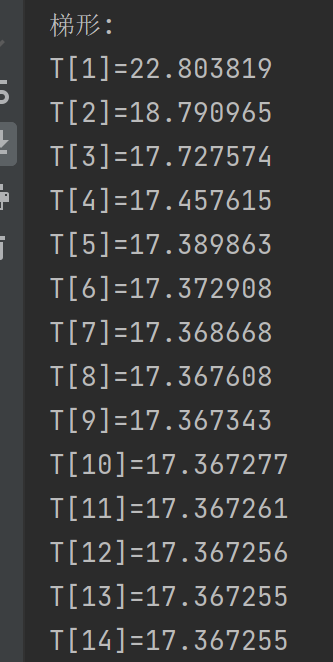 梯形:
T[1]=22.803819
T[2]=18.790965
T[3]=17.727574
T[4]=17.457615
T[5]=17.389863
T[6]=17.372908
T[7]=17.368668
T[8]=17.367608
T[9]=17.367343
T[10]=17.367277
T[11]=17.367261
T[12]=17.367256
T[13]=17.367255
T[14]=17.367255